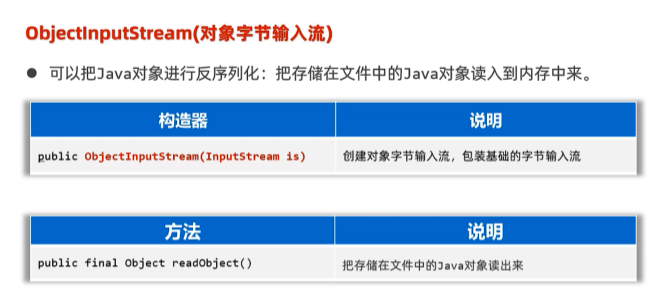 ObjectInputStream(对象字节输入流)
● 可以把Java对象进行反序列化：把存储在文件中的Java对象读入到内存中来。
构造器 说明
public ObjectInputStream(InputStream is) 创建对象字节输入流，包装基础的字节输入流
方法 说明
public final Object readObject() 把存储在文件中的Java对象读出来